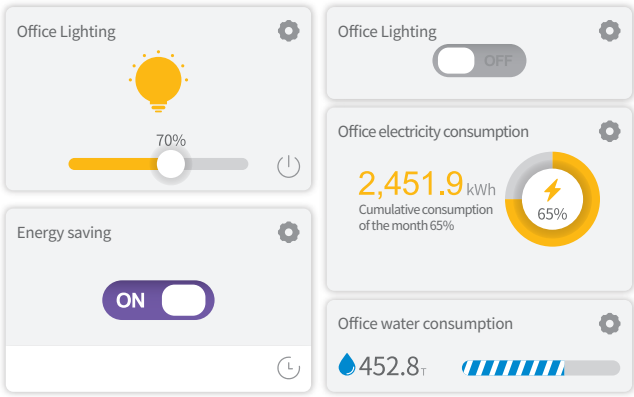 Office Lighting
70%
Energy saving
ON
Office Lighting
OFF
Office electricity consumption
2,451.9 kWh
Cumulative consumption
of the month 65%
65%
Office water consumption
452.8 T